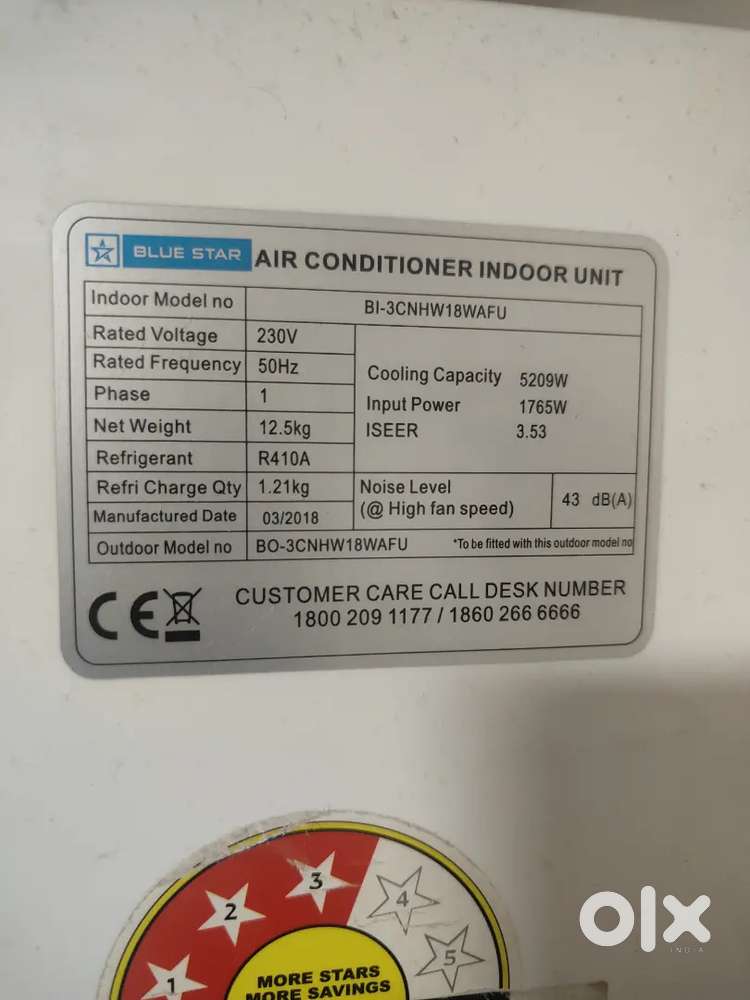 BLUE STAR AIR CONDITIONER INDOOR UNIT
Indoor Model no BI-3CNHW18WAFU
Rated Voltage 230V
Rated Frequency 50Hz
Phase 1
Net Weight 12.5kg
Refrigerant R410A
Refri Charge Qty 1.21kg
Manufactured Date 03/2018
Cooling Capacity 5209W
Input Power 1765W
ISEER 3.53
Noise Level
(@ High fan speed) 43 dB(A)
Outdoor Model no BO-3CNHW18WAFU *To be fitted with this outdoor model no
CE CUSTOMER CARE CALL DESK NUMBER
1800 209 1177 / 1860 266 6666
1 2 3 4 5
MORE STARS
MORE SAVINGS
olx
INDIA